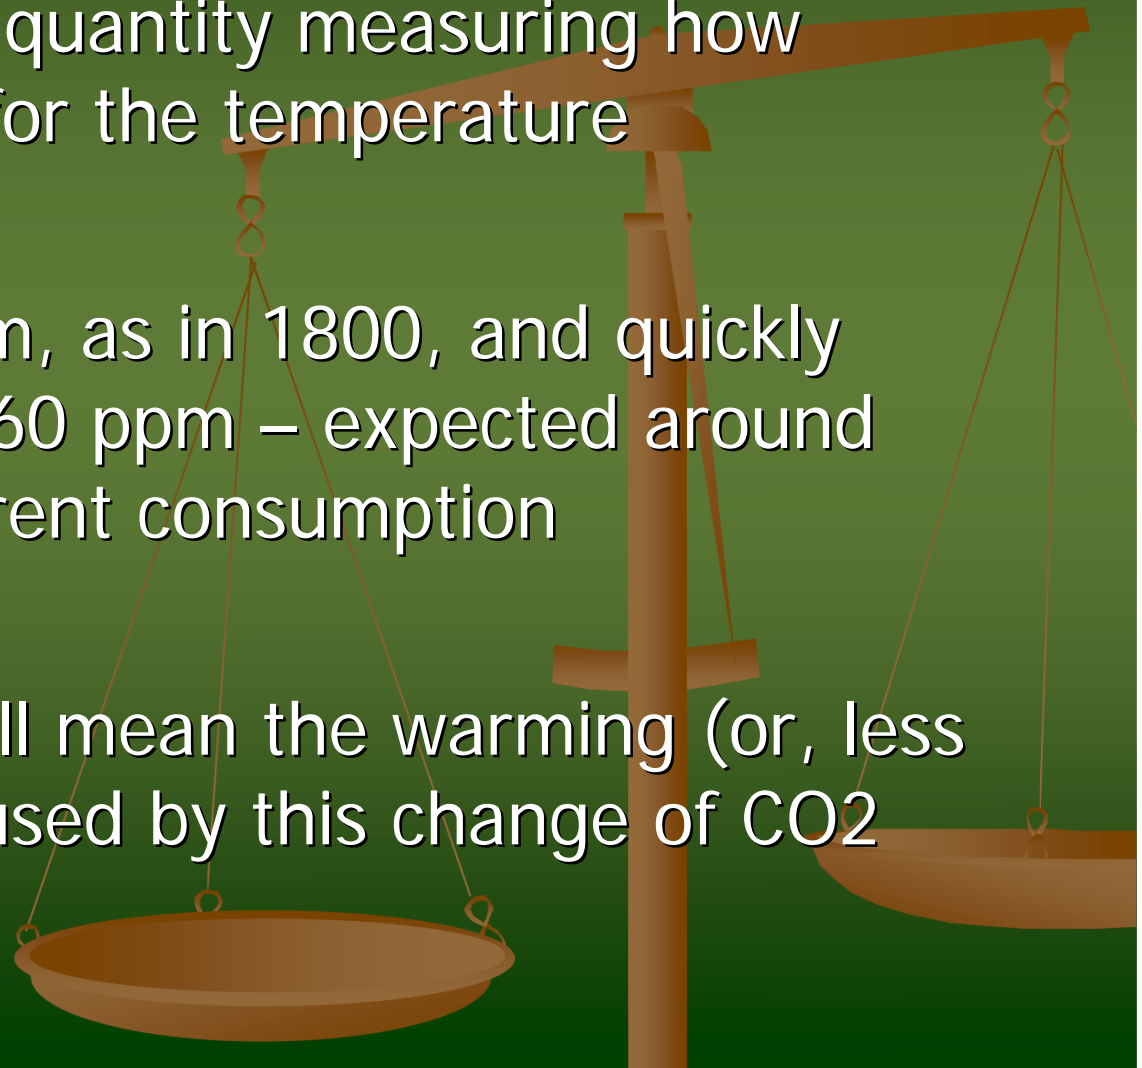 quantity measuring how
for the temperature
m, as in 1800, and quickly
60 ppm – expected around
rent consumption
ll mean the warming (or, less
used by this change of CO2